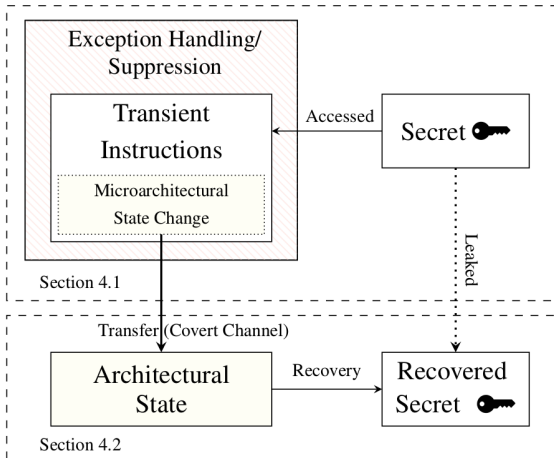 Exception Handling/
Suppression
Transient
Instructions
Microarchitectural
State Change
Accessed
Secret
Section 4.1
Leaked
Transfer (Covert Channel)
Architectural
State
Recovery
Recovered
Secret
Section 4.2